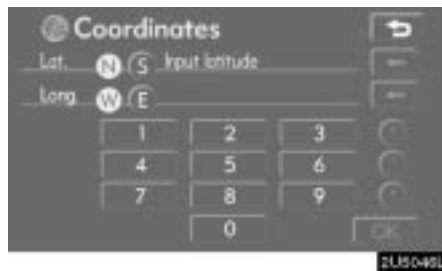 Coordinates
Lat. N S Input latitude
Long. W E
1 2 3
4 5 6
7 8 9
0 OK
2U5046L